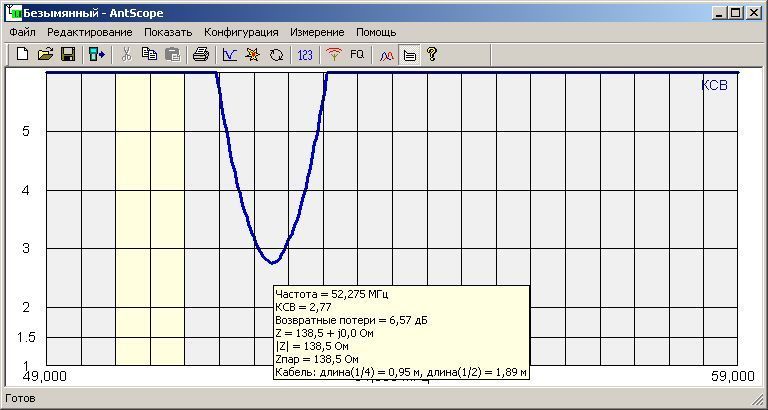 Безымянный - AntScope
Файл Редактирование Показать Конфигурация Измерение Помощь
123 FQ ?
КСВ
5
4
3
2
1.5
1
Частота = 52,275 МГц
КСВ = 2,77
Возвратные потери = 6,57 дБ
Z = 138,5 + j0,0 Ом
|Z| = 138,5 Ом
Zпар = 138,5 Ом
Кабель: длина(1/4) = 0,95 м, длина(1/2) = 1,89 м
49,000 59,000
Готов